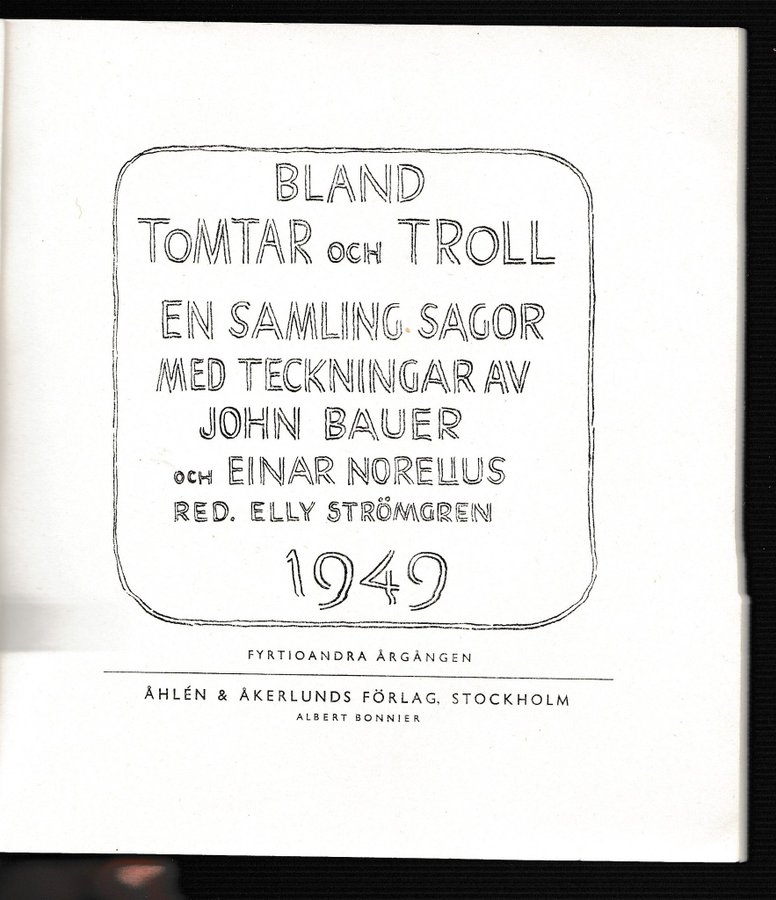 BLAND
TOMTAR OCH TROLL
EN SAMLING SAGOR
MED TECKNINGAR AV
JOHN BAUER
OCH EINAR NORELIUS
RED. ELLY STRÖMGREN
1949
FYRTIOANDRA ÅRGÅNGEN
ÅHLÉN & ÅKERLUNDS FÖRLAG, STOCKHOLM
ALBERT BONNIER